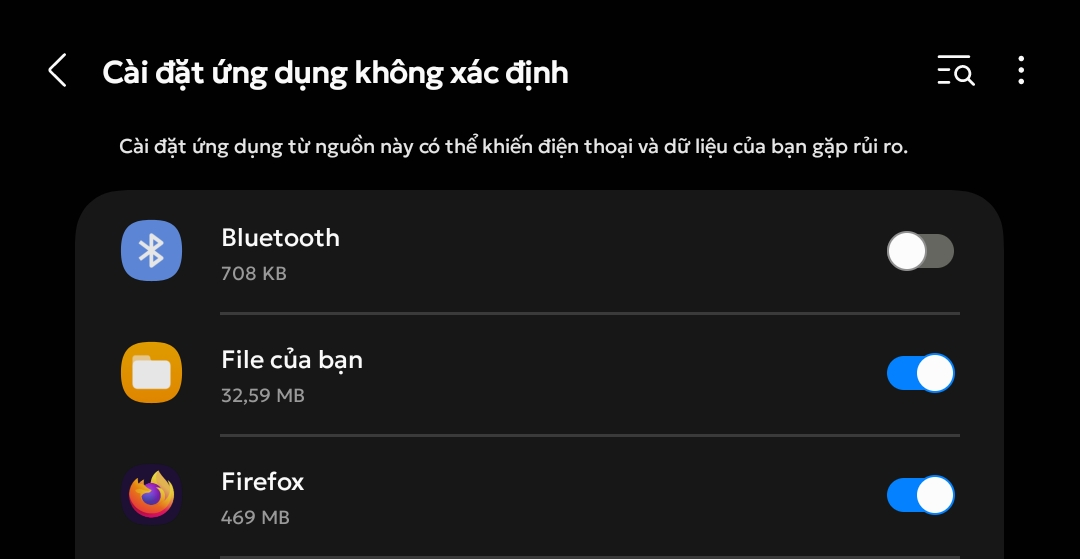 Cài đặt ứng dụng không xác định
Cài đặt ứng dụng từ nguồn này có thể khiến điện thoại và dữ liệu của bạn gặp rủi ro.
Bluetooth
708 KB
File của bạn
32,59 MB
Firefox
469 MB